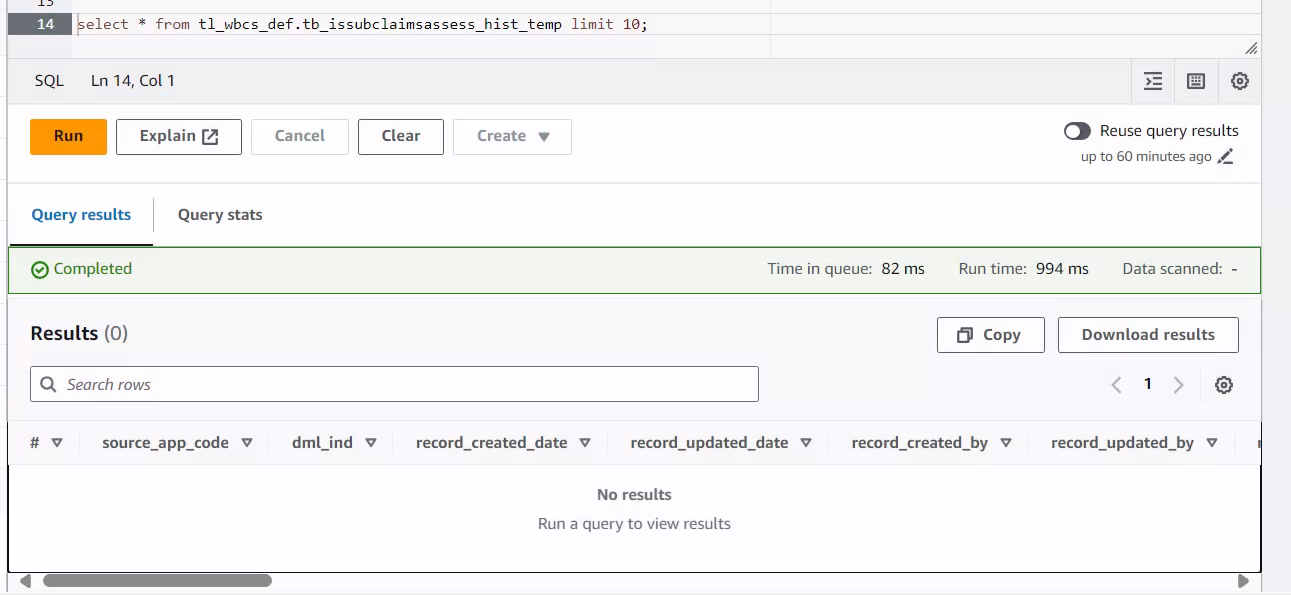 13
14 select * from tl_wbcs_def.tb_issubclaimsassess_hist_temp limit 10;
SQL Ln 14, Col 1
Run Explain Cancel Clear Create Reuse query results
up to 60 minutes ago
Query results Query stats
Completed Time in queue: 82 ms Run time: 994 ms Data scanned: -
Results (0) Copy Download results
Search rows 1
# source_app_code dml_ind record_created_date record_updated_date record_created_by record_updated_by
No results
Run a query to view results